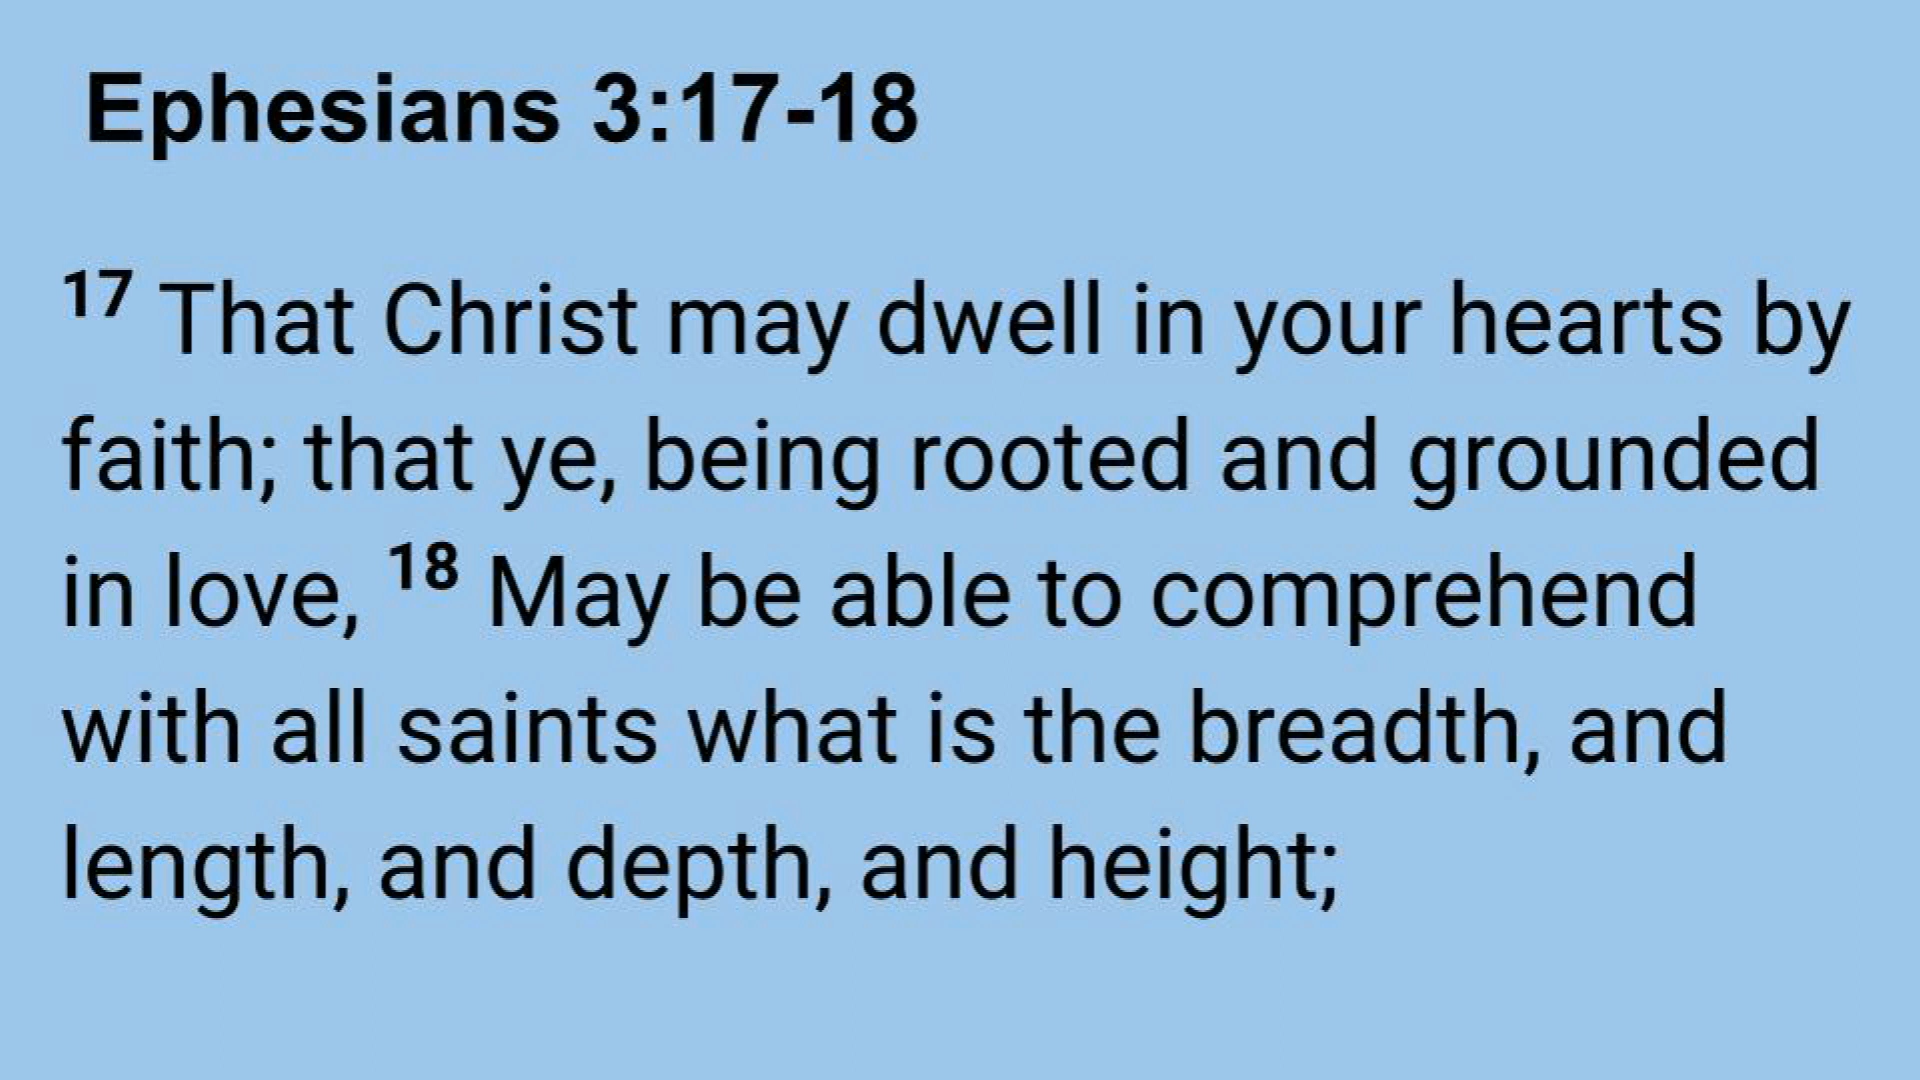 Ephesians 3:17-18
17 That Christ may dwell in your hearts by
faith; that ye, being rooted and grounded
in love, 18 May be able to comprehend
with all saints what is the breadth, and
length, and depth, and height;